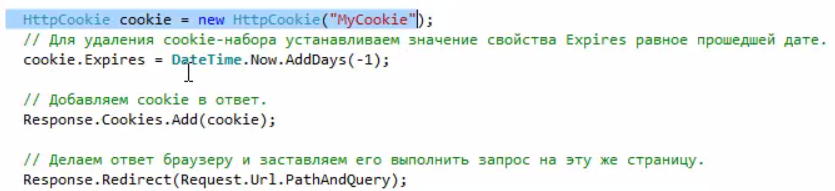 HttpCookie cookie = new HttpCookie("MyCookie");
// Для удаления cookie-набора устанавливаем значение свойства Expires равное прошедшей дате.
cookie.Expires = DateTime.Now.AddDays(-1);
// Добавляем cookie в ответ.
Response.Cookies.Add(cookie);
// Делаем ответ браузеру и заставляем его выполнить запрос на эту же страницу.
Response.Redirect(Request.Url.PathAndQuery);